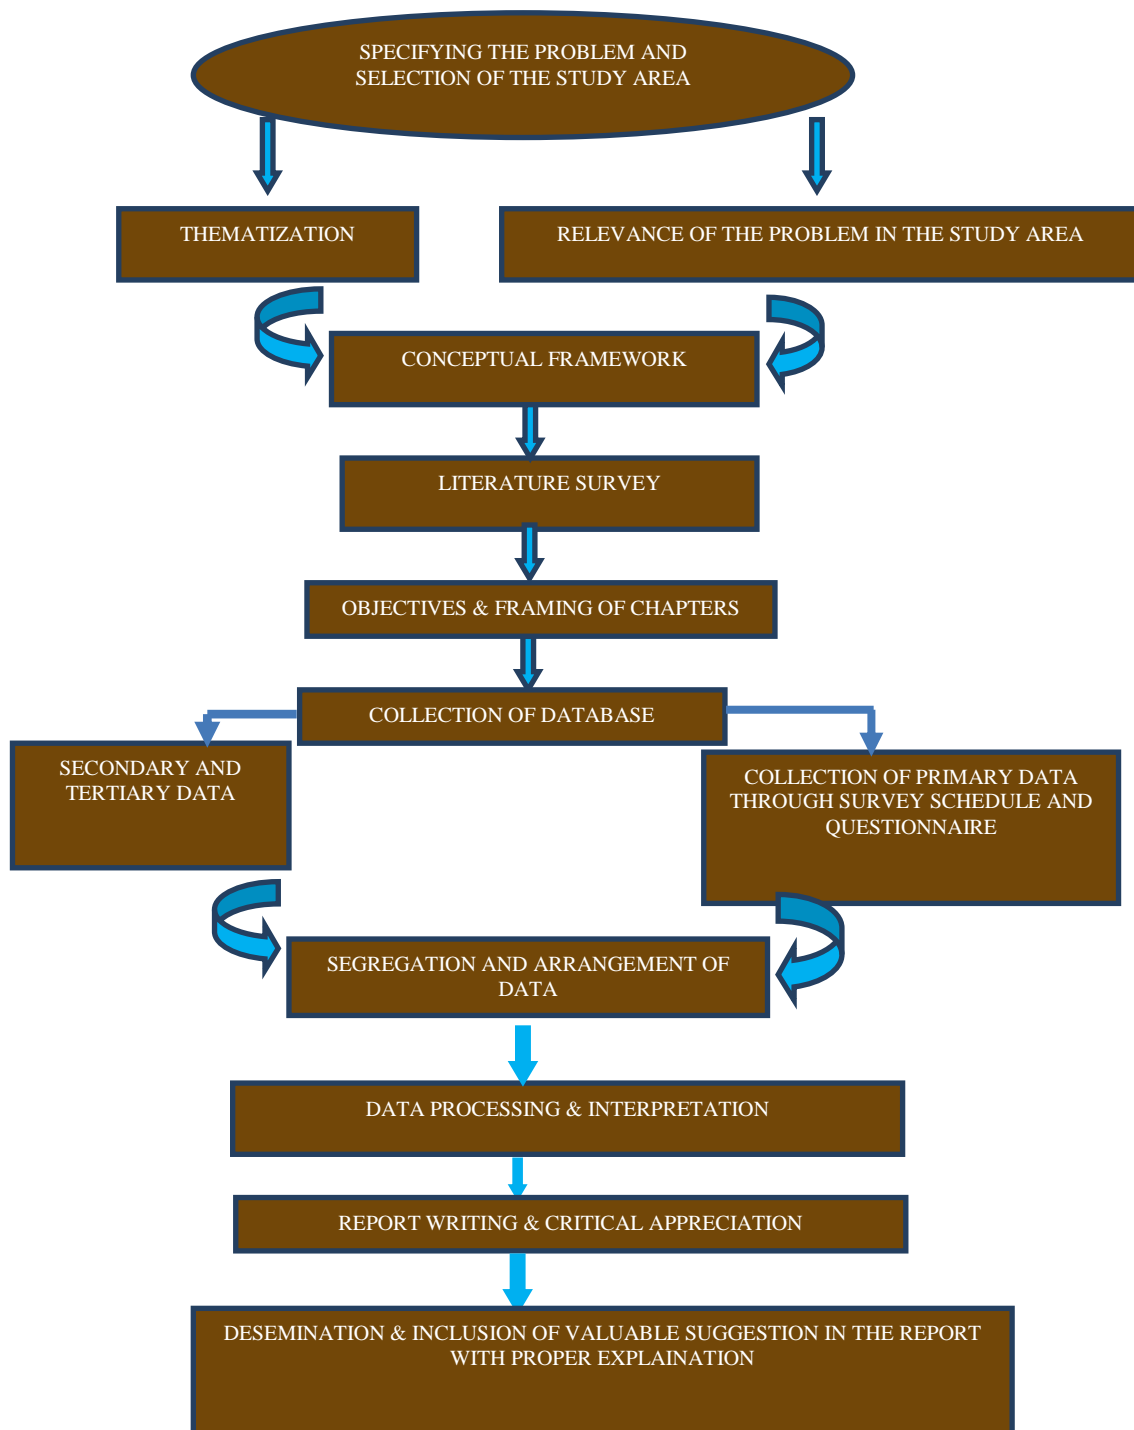 SPECIFYING THE PROBLEM AND
SELECTION OF THE STUDY AREA
THEMATIZATION
RELEVANCE OF THE PROBLEM IN THE STUDY AREA
CONCEPTUAL FRAMEWORK
LITERATURE SURVEY
OBJECTIVES & FRAMING OF CHAPTERS
COLLECTION OF DATABASE
SECONDARY AND
TERTIARY DATA
COLLECTION OF PRIMARY DATA
THROUGH SURVEY SCHEDULE AND
QUESTIONNAIRE
SEGREGATION AND ARRANGEMENT OF
DATA
DATA PROCESSING & INTERPRETATION
REPORT WRITING & CRITICAL APPRECIATION
DESEMINATION & INCLUSION OF VALUABLE SUGGESTION IN THE REPORT
WITH PROPER EXPLAINATION